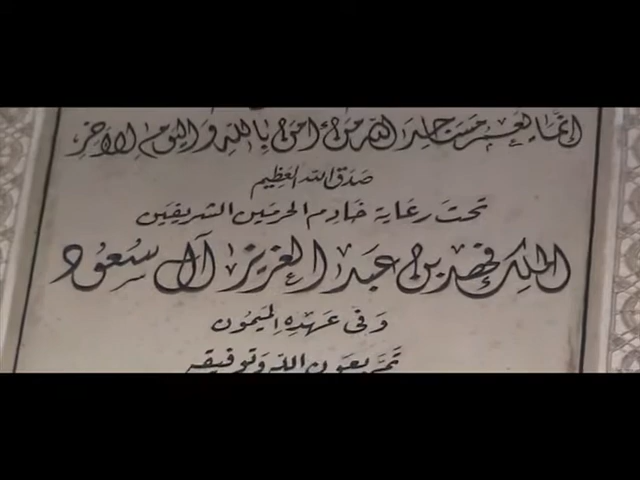 إنما يعمر مساجد الله من آمن بالله واليوم الآخر
صدق الله العظيم
تحت رعاية خادم الحرمين الشريفين
الملك فهد بن عبد العزيز آل سعود
وفي عهده الميمون
تم بعون الله وتوفيقه